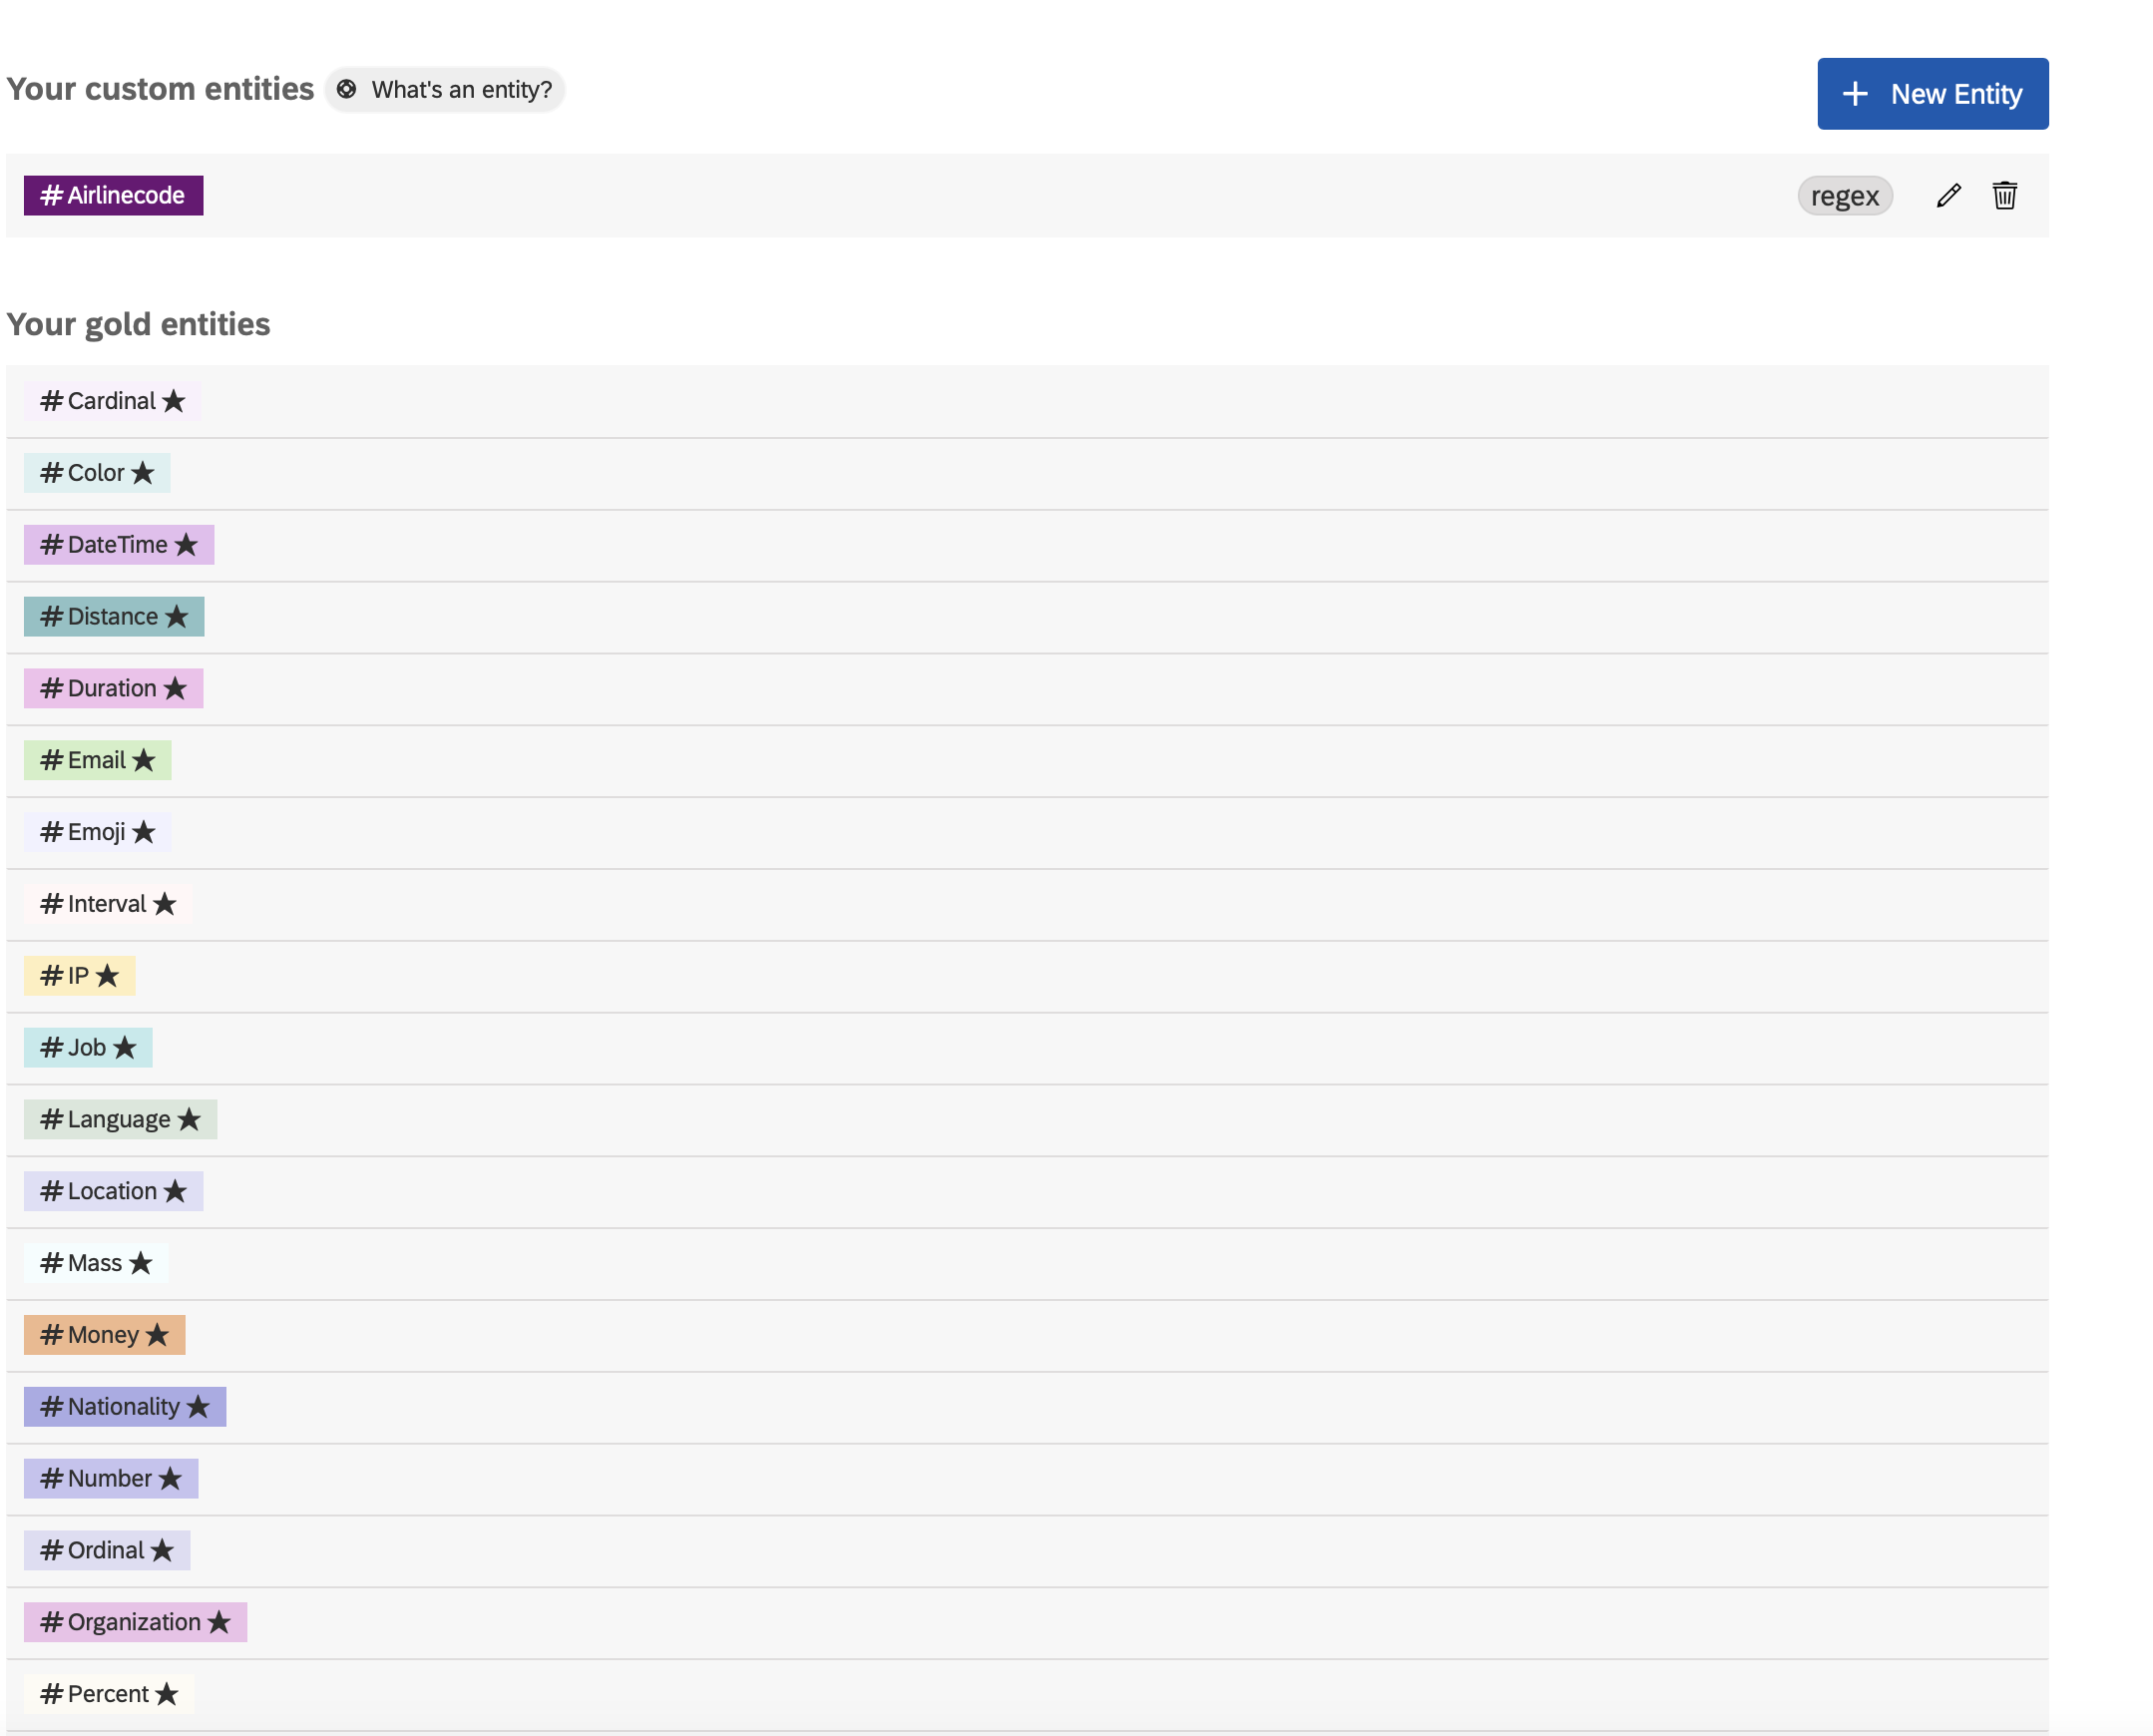 Your custom entities What's an entity? + New Entity
#Airlinecode regex
Your gold entities
#Cardinal ★
#Color ★
#DateTime ★
#Distance ★
#Duration ★
#Email ★
#Emoji ★
#Interval ★
#IP ★
#Job ★
#Language ★
#Location ★
#Mass ★
#Money ★
#Nationality ★
#Number ★
#Ordinal ★
#Organization ★
#Percent ★